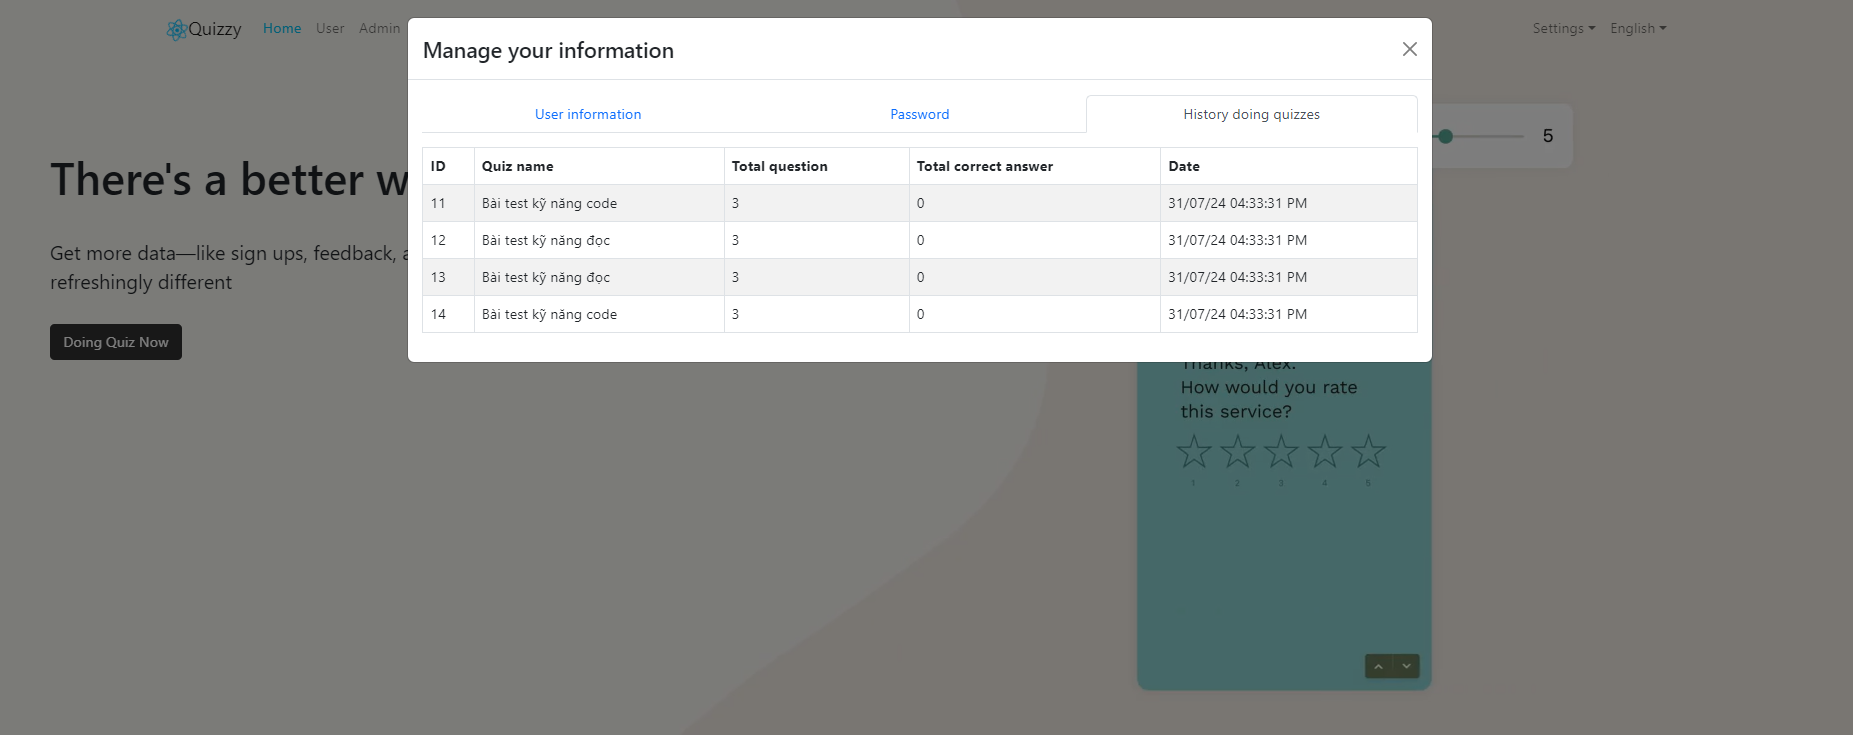 Quizzy Home User Admin Settings English
Manage your information
User information Password History doing quizzes
5
ID Quiz name Total question Total correct answer Date
11 Bài test kỹ năng code 3 0 31/07/24 04:33:31 PM
12 Bài test kỹ năng đọc 3 0 31/07/24 04:33:31 PM
13 Bài test kỹ năng đọc 3 0 31/07/24 04:33:31 PM
14 Bài test kỹ năng code 3 0 31/07/24 04:33:31 PM
There's a better
Get more data—like sign ups, feedback,
refreshingly different
Doing Quiz Now
Thanks, Alex.
How would you rate
this service?
1 2 3 4 5